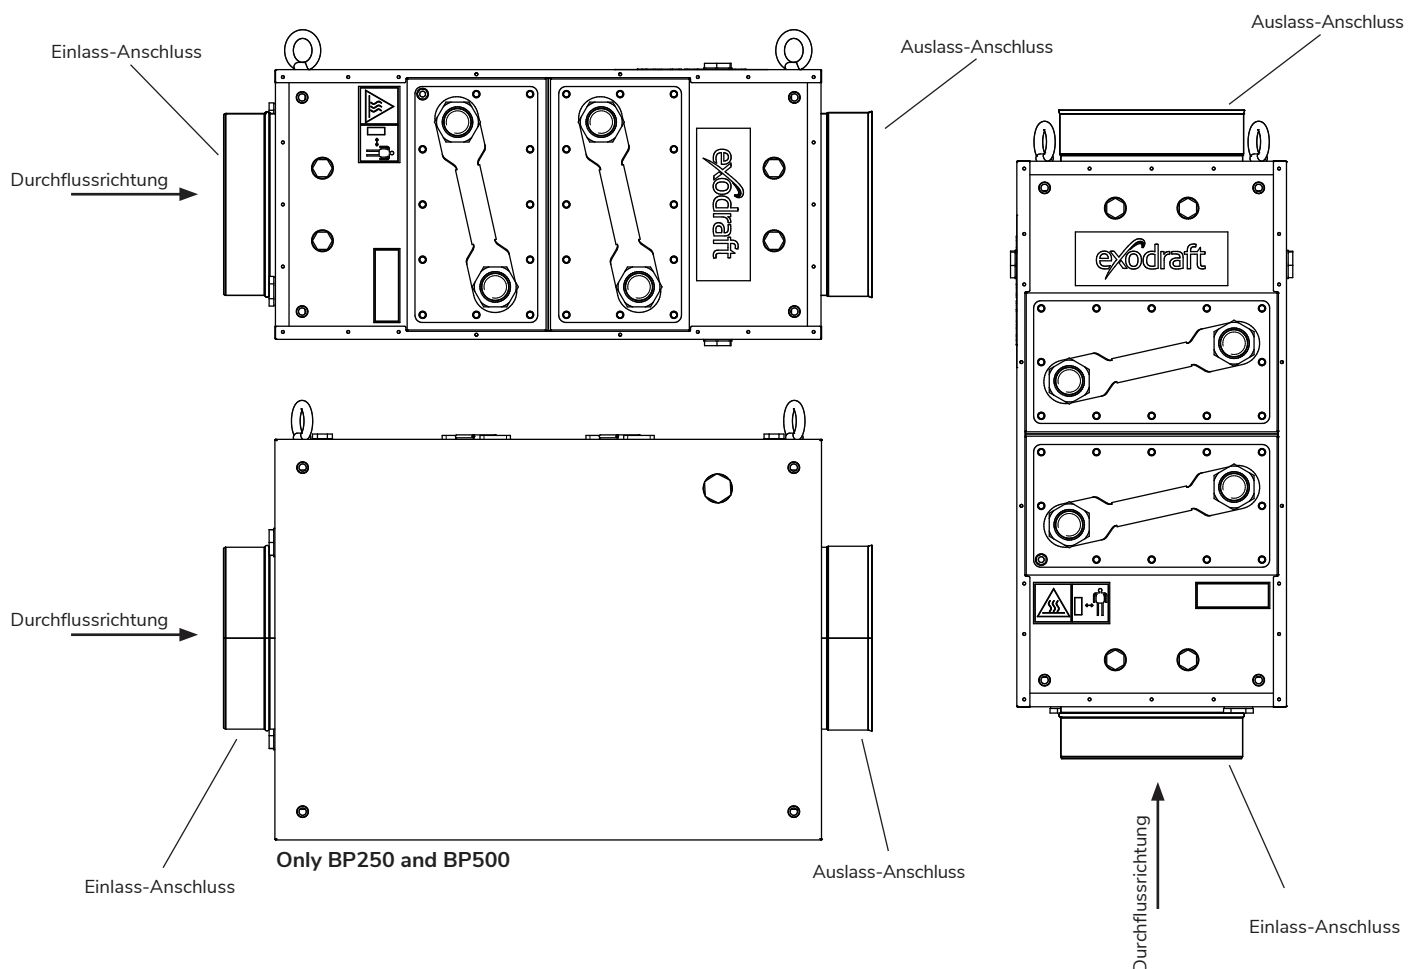 Einlass-Anschluss
Auslass-Anschluss
Durchflussrichtung
exodraft
Auslass-Anschluss
exodraft
Durchflussrichtung
Only BP250 and BP500
Einlass-Anschluss
Auslass-Anschluss
Durchflussrichtung
Einlass-Anschluss